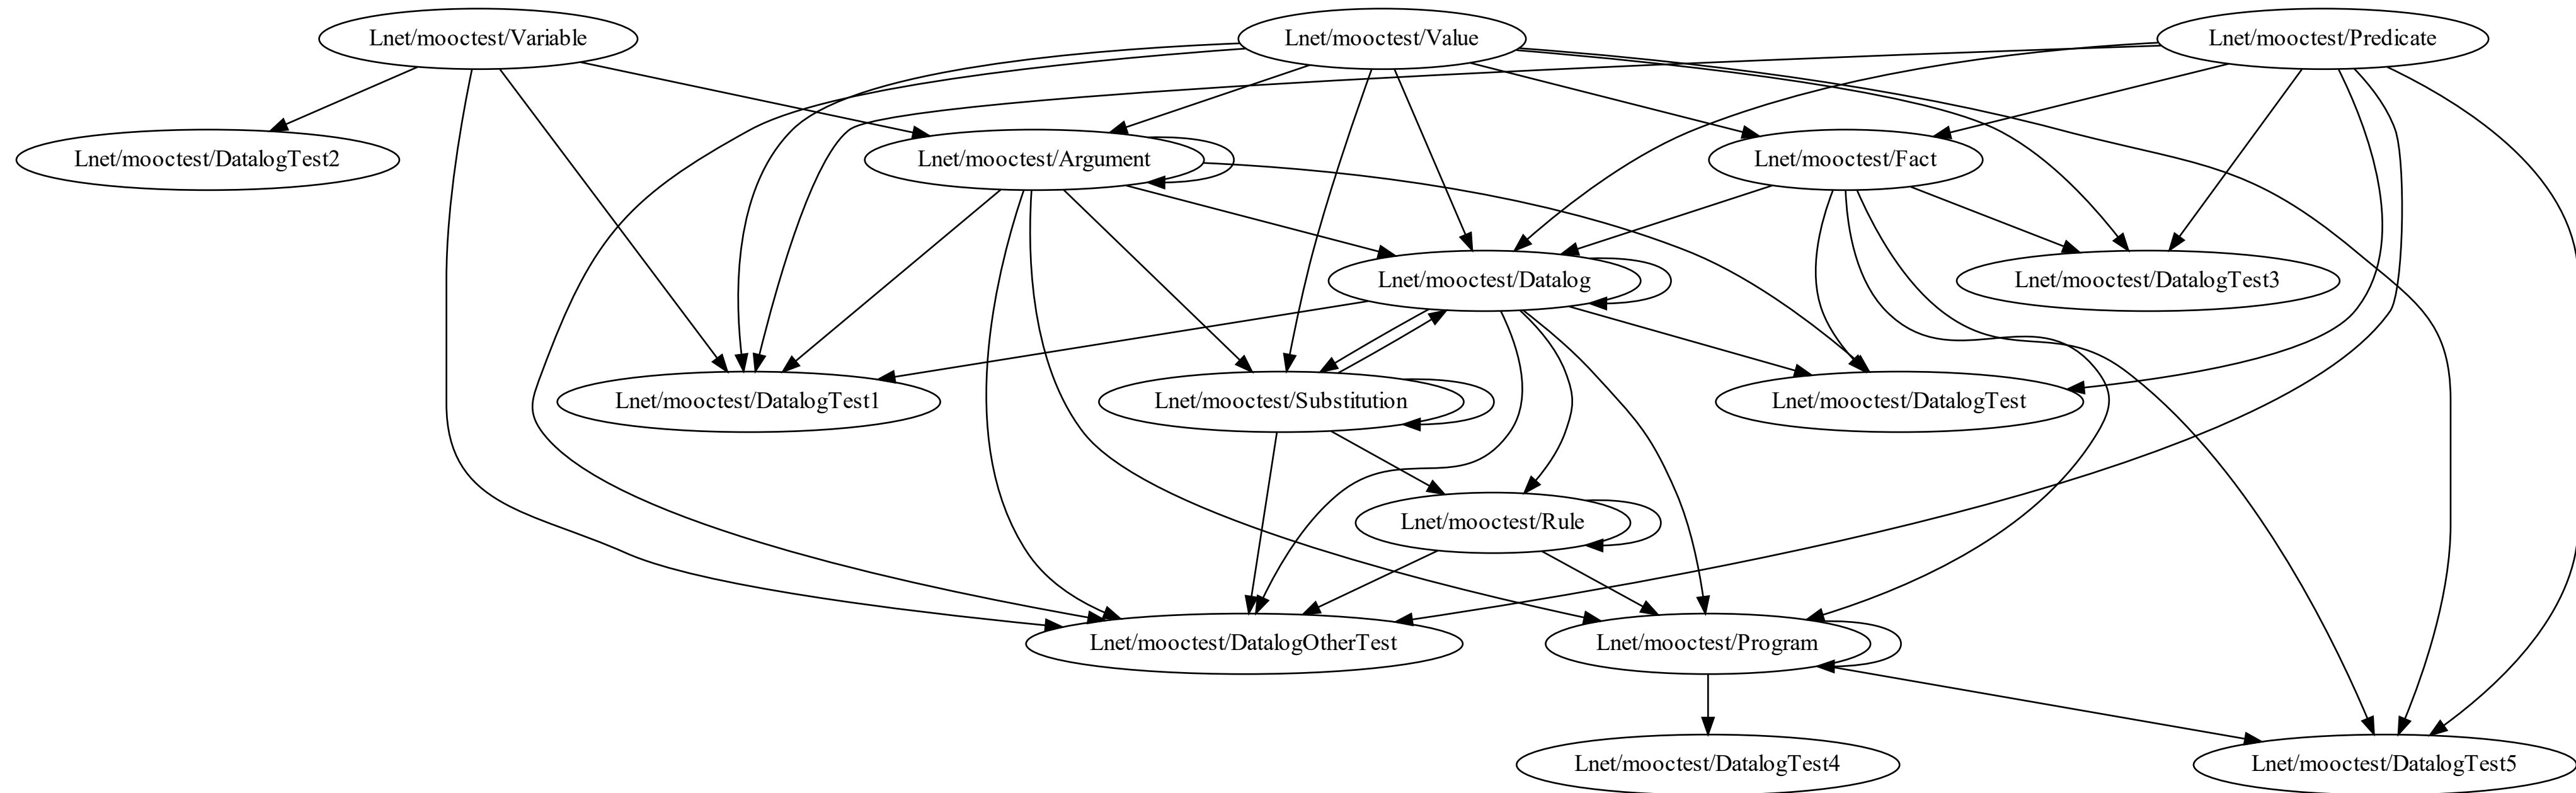 Lnet/mooctest/Variable
Lnet/mooctest/Value
Lnet/mooctest/Predicate
Lnet/mooctest/DatalogTest2
Lnet/mooctest/Argument
Lnet/mooctest/Fact
Lnet/mooctest/Datalog
Lnet/mooctest/DatalogTest3
Lnet/mooctest/DatalogTest1
Lnet/mooctest/Substitution
Lnet/mooctest/DatalogTest
Lnet/mooctest/Rule
Lnet/mooctest/DatalogOtherTest
Lnet/mooctest/Program
Lnet/mooctest/DatalogTest4
Lnet/mooctest/DatalogTest5